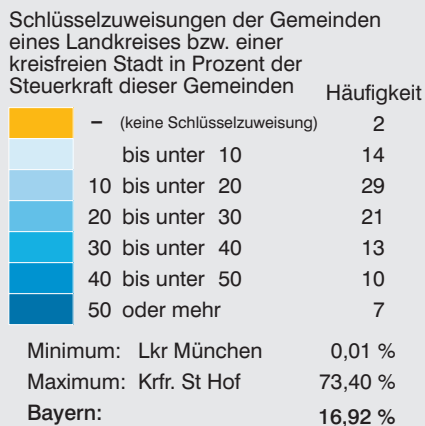 Schlüsselzuweisungen der Gemeinden
eines Landkreises bzw. einer
kreisfreien Stadt in Prozent der
Steuerkraft dieser Gemeinden Häufigkeit
– (keine Schlüsselzuweisung) 2
bis unter 10 14
10 bis unter 20 29
20 bis unter 30 21
30 bis unter 40 13
40 bis unter 50 10
50 oder mehr 7
Minimum: Lkr München 0,01 %
Maximum: Krfr. St Hof 73,40 %
Bayern: 16,92 %